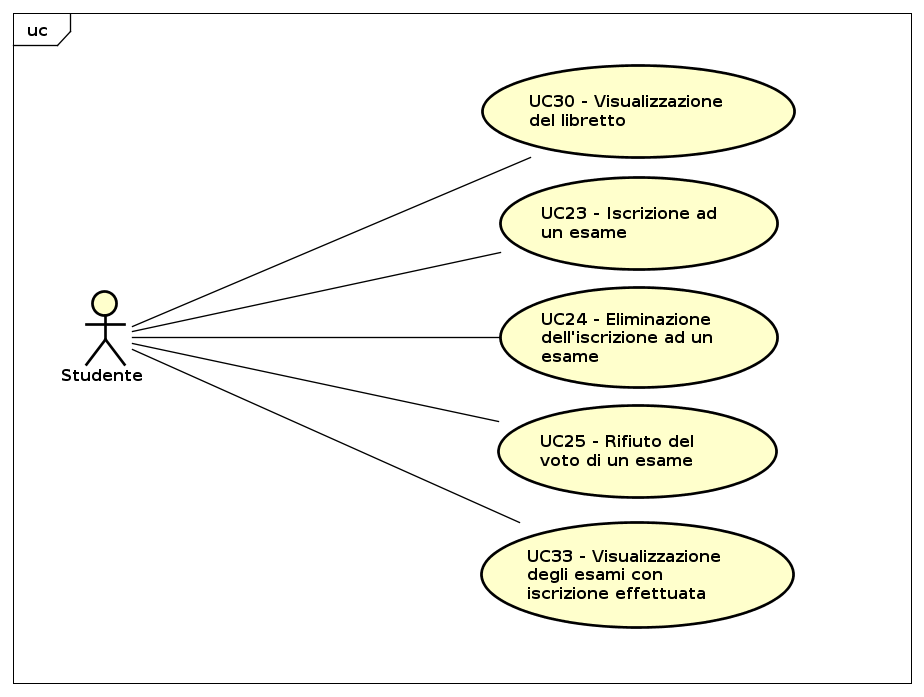 uc
UC30 - Visualizzazione
del libretto
UC23 - Iscrizione ad
un esame
UC24 - Eliminazione
dell'iscrizione ad un
esame
Studente
UC25 - Rifiuto del
voto di un esame
UC33 - Visualizzazione
degli esami con
iscrizione effettuata